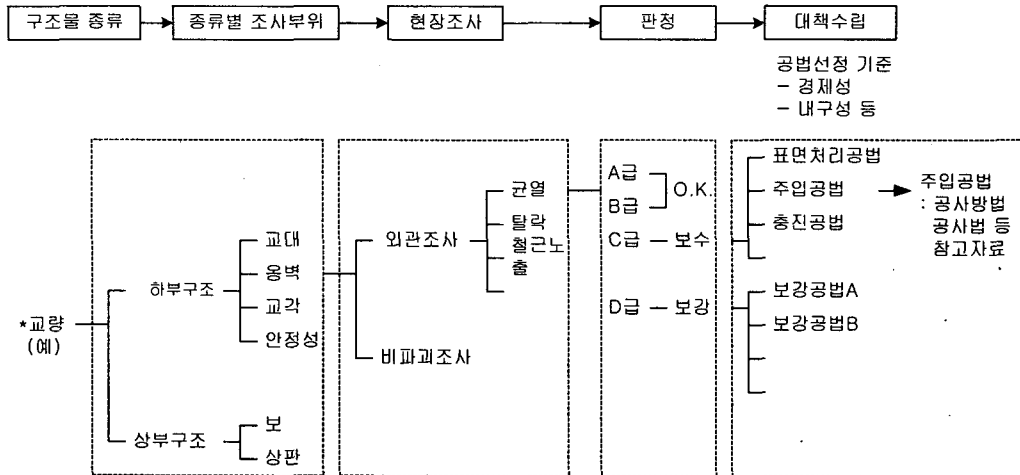 구조물 종류
종류별 조사부위
현장조사
판정
대책수립
공법선정 기준
- 경제성
- 내구성 등
*교량
(예)
하부구조
교대
옹벽
교각
안정성
상부구조
보
상판
외관조사
균열
탈락
철근노
출
비파괴조사
A급
B급
O.K.
C급 - 보수
D급 - 보강
표면처리공법
주입공법
충진공법
보강공법A
보강공법B
주입공법
: 공사방법
공사법 등
참고자료